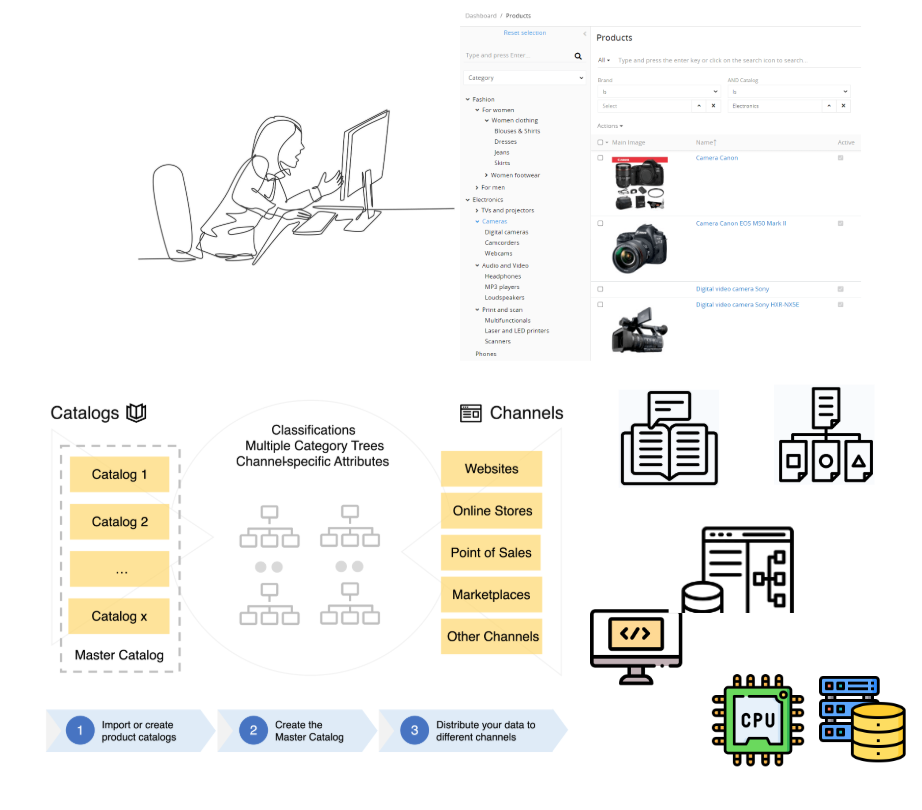 Dashboard / Products
Reset selection
Type and press Enter...
Category
Fashion
For women
Women clothing
Blouses & Shirts
Dresses
Jeans
Skirts
Women footwear
For men
Electronics
TVs and projectors
Cameras
Digital cameras
Camcorders
Webcams
Audio and Video
Headphones
MP3 players
Loudspeakers
Print and scan
Multifunctionals
Laser and LED printers
Scanners
Phones
Products
All Type and press the enter key or click on the search icon to search...
Brand AND Catalog
Is Is
Select Electronics
Actions
Main Image Name Active
Camera Canon
Camera Canon EOS M50 Mark II
Digital video camera Sony
Digital video camera Sony HXR-NX5E
Catalogs
Catalog 1
Catalog 2
...
Catalog x
Master Catalog
Classifications
Multiple Category Trees
Channel-specific Attributes
Channels
Websites
Online Stores
Point of Sales
Marketplaces
Other Channels
1 Import or create
product catalogs
2 Create the
Master Catalog
3 Distribute your data to
different channels
</>
CPU